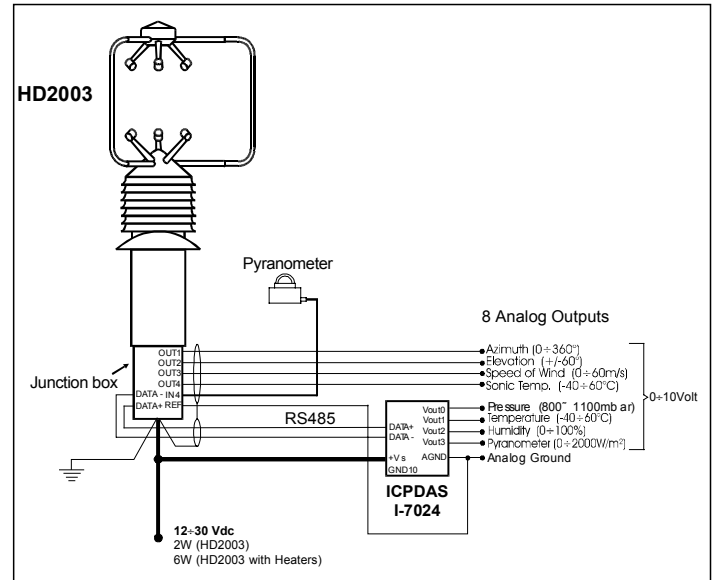 HD2003
Pyranometer
8 Analog Outputs
Junction box
OUT1
OUT2
OUT3
OUT4
DATA - IN4
DATA+ REF
RS485
Azimuth (0÷360°)
Elevation (+/-60°)
Speed of Wind (0÷60m/s)
Sonic Temp. (-40÷60°C)
0÷10Volt
Pressure (800~ 1100mbar)
Temperature (-40÷60°C)
Humidity (0÷100%)
Pyranometer (0÷2000W/m²)
Analog Ground
Vout0
Vout1
Vout2
Vout3
DATA+
DATA -
+Vs
AGND
GND10
ICPDAS
I-7024
12÷30 Vdc
2W (HD2003)
6W (HD2003 with Heaters)